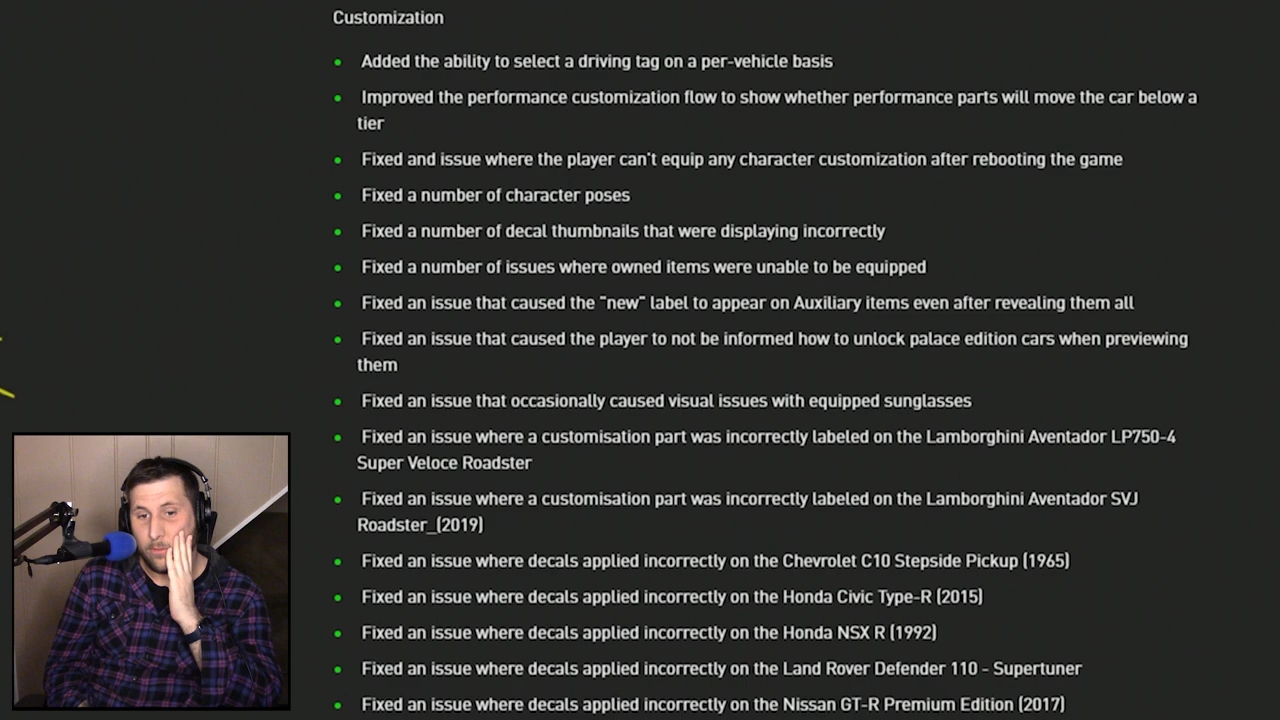 Customization
Added the ability to select a driving tag on a per-vehicle basis
Improved the performance customization flow to show whether performance parts will move the car below a
tier
Fixed and issue where the player can't equip any character customization after rebooting the game
Fixed a number of character poses
Fixed a number of decal thumbnails that were displaying incorrectly
Fixed a number of issues where owned items were unable to be equipped
Fixed an issue that caused the "new" label to appear on Auxiliary items even after revealing them all
Fixed an issue that caused the player to not be informed how to unlock palace edition cars when previewing
them
Fixed an issue that occasionally caused visual issues with equipped sunglasses
Fixed an issue where a customisation part was incorrectly labeled on the Lamborghini Aventador LP750-4
Super Veloce Roadster
Fixed an issue where a customisation part was incorrectly labeled on the Lamborghini Aventador SVJ
Roadster_(2019)
Fixed an issue where decals applied incorrectly on the Chevrolet C10 Stepside Pickup (1965)
Fixed an issue where decals applied incorrectly on the Honda Civic Type-R (2015)
Fixed an issue where decals applied incorrectly on the Honda NSX R (1992)
Fixed an issue where decals applied incorrectly on the Land Rover Defender 110 - Supertuner
Fixed an issue where decals applied incorrectly on the Nissan GT-R Premium Edition (2017)